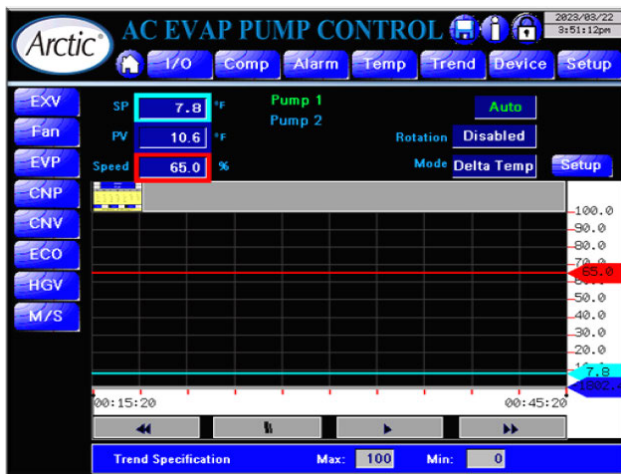 Arctic®
AC EVAP PUMP CONTROL
2023/03/22
3:51:12pm
I/O Comp Alarm Temp Trend Device Setup
EXV
Fan
EVP
CNP
CNV
ECO
HGV
M/S
SP 7.8 °F Pump 1 Auto
Pump 2
PV 10.6 °F Rotation Disabled
Speed 65.0 % Mode Delta Temp Setup
100.0
90.0
80.0
70.0
65.0
50.0
40.0
30.0
20.0
7.8
00:15:20 00:45:20
Trend Specification Max: 100 Min: 0